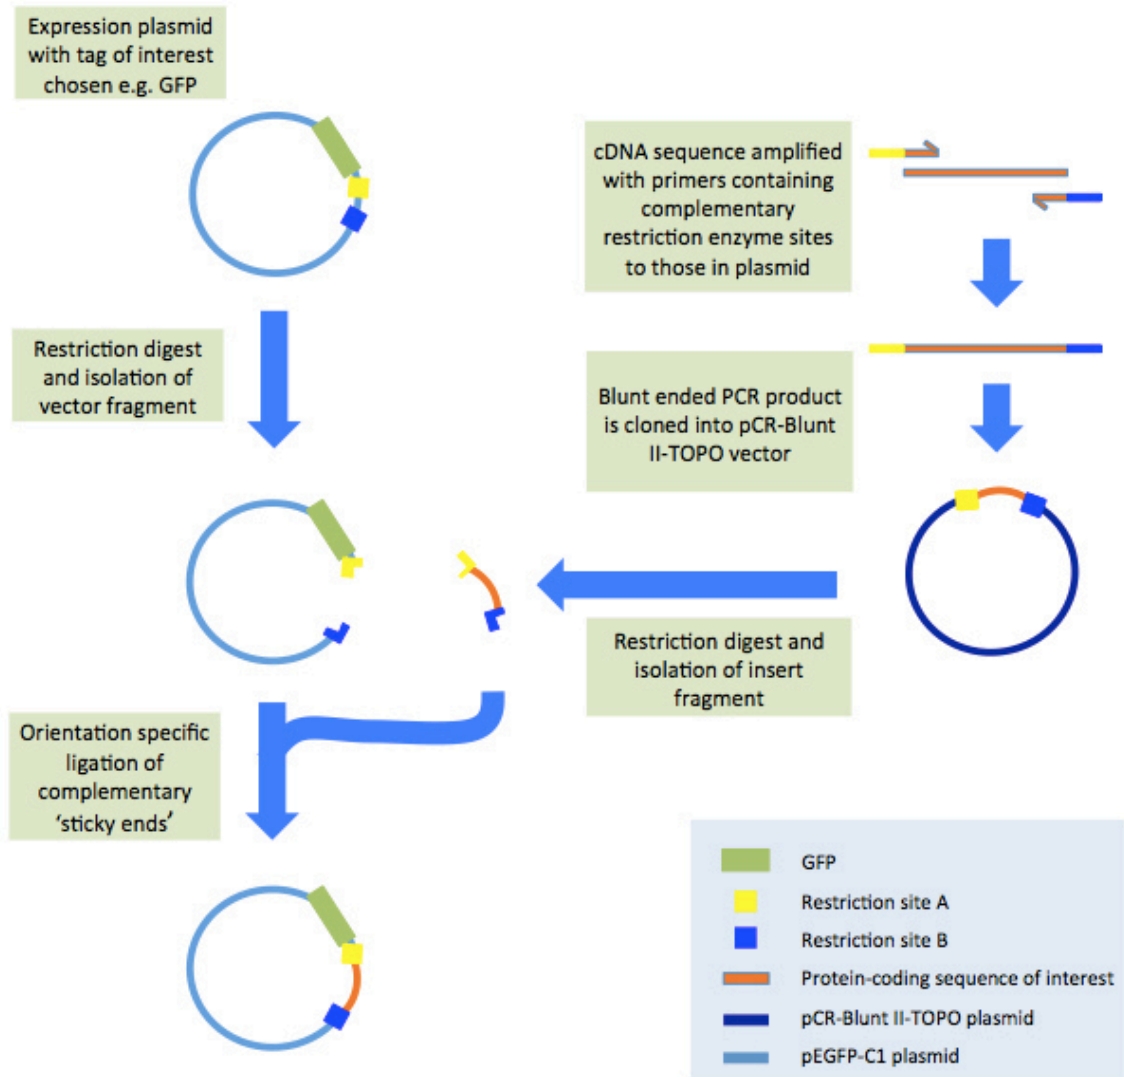 Expression plasmid
with tag of interest
chosen e.g. GFP
cDNA sequence amplified
with primers containing
complementary
restriction enzyme sites
to those in plasmid
Restriction digest
and isolation of
vector fragment
Blunt ended PCR product
is cloned into pCR-Blunt
II-TOPO vector
Restriction digest and
isolation of insert
fragment
Orientation specific
ligation of
complementary
‘sticky ends’
GFP
Restriction site A
Restriction site B
Protein-coding sequence of interest
pCR-Blunt II-TOPO plasmid
pEGFP-C1 plasmid